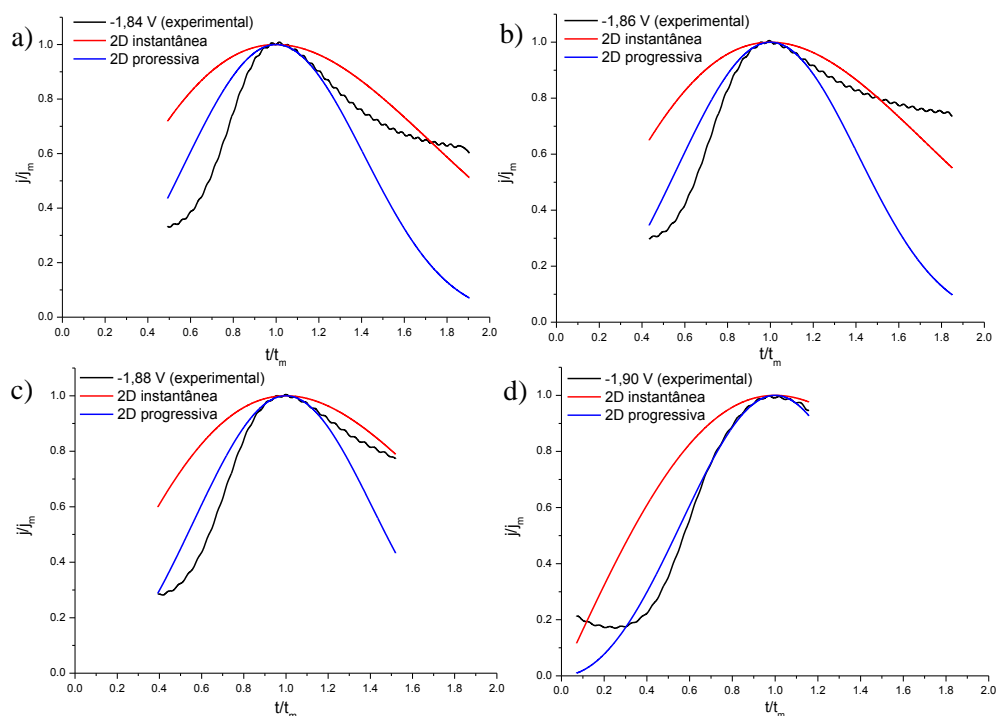 a)
-1,84 V (experimental)
2D instantânea
2D proressiva
j/jm
1.0
0.8
0.6
0.4
0.2
0.0
0.0 0.2 0.4 0.6 0.8 1.0 1.2 1.4 1.6 1.8 2.0
t/tm
b)
-1,86 V (experimental)
2D instantânea
2D progressiva
j/jm
1.0
0.8
0.6
0.4
0.2
0.0
0.0 0.2 0.4 0.6 0.8 1.0 1.2 1.4 1.6 1.8 2.0
t/tm
c)
-1,88 V (experimental)
2D instantânea
2D progressiva
j/jm
1.0
0.8
0.6
0.4
0.2
0.0
0.0 0.2 0.4 0.6 0.8 1.0 1.2 1.4 1.6 1.8 2.0
t/tm
d)
-1,90 V (experimental)
2D instantânea
2D progressiva
j/jm
1.0
0.8
0.6
0.4
0.2
0.0
0.0 0.2 0.4 0.6 0.8 1.0 1.2 1.4 1.6 1.8 2.0
t/tm